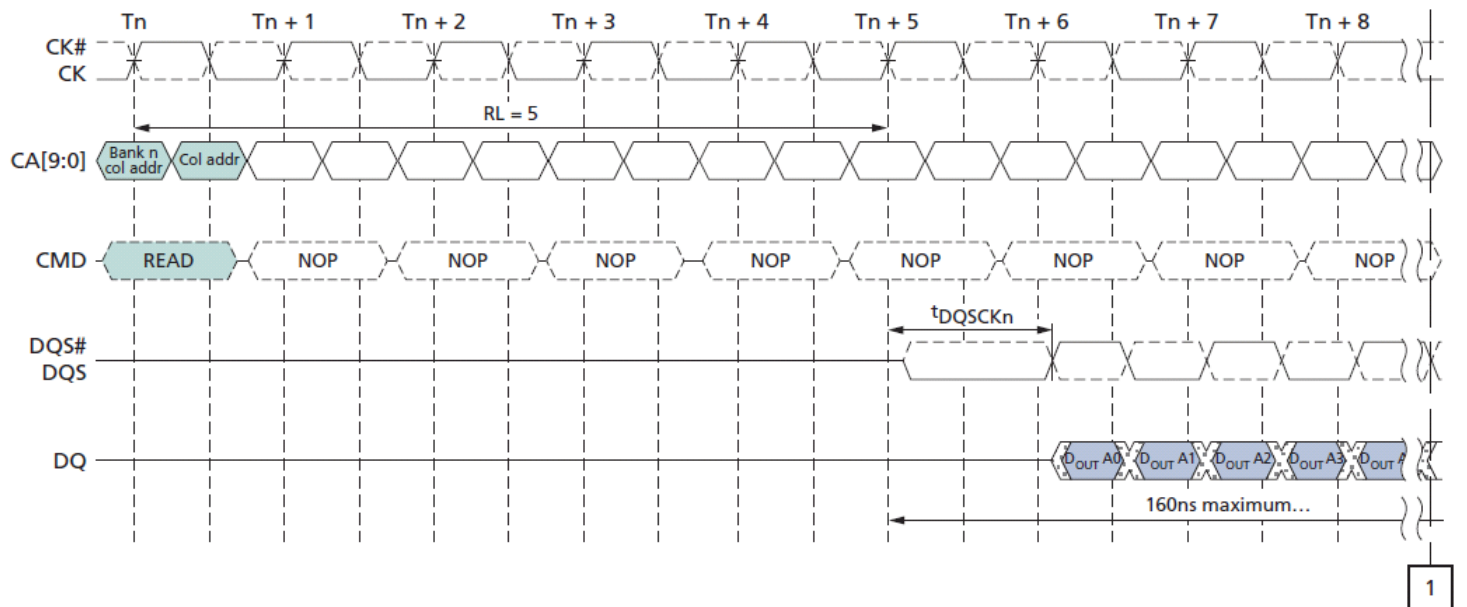 Tn Tn + 1 Tn + 2 Tn + 3 Tn + 4 Tn + 5 Tn + 6 Tn + 7 Tn + 8
CK#
CK
RL = 5
CA[9:0] Bank n col addr Col addr
CMD READ NOP NOP NOP NOP NOP NOP NOP NOP
tDQSCKn
DQS#
DQS
DQ DOUT A0 DOUT A1 DOUT A2 DOUT A3 DOUT A
160ns maximum…
1